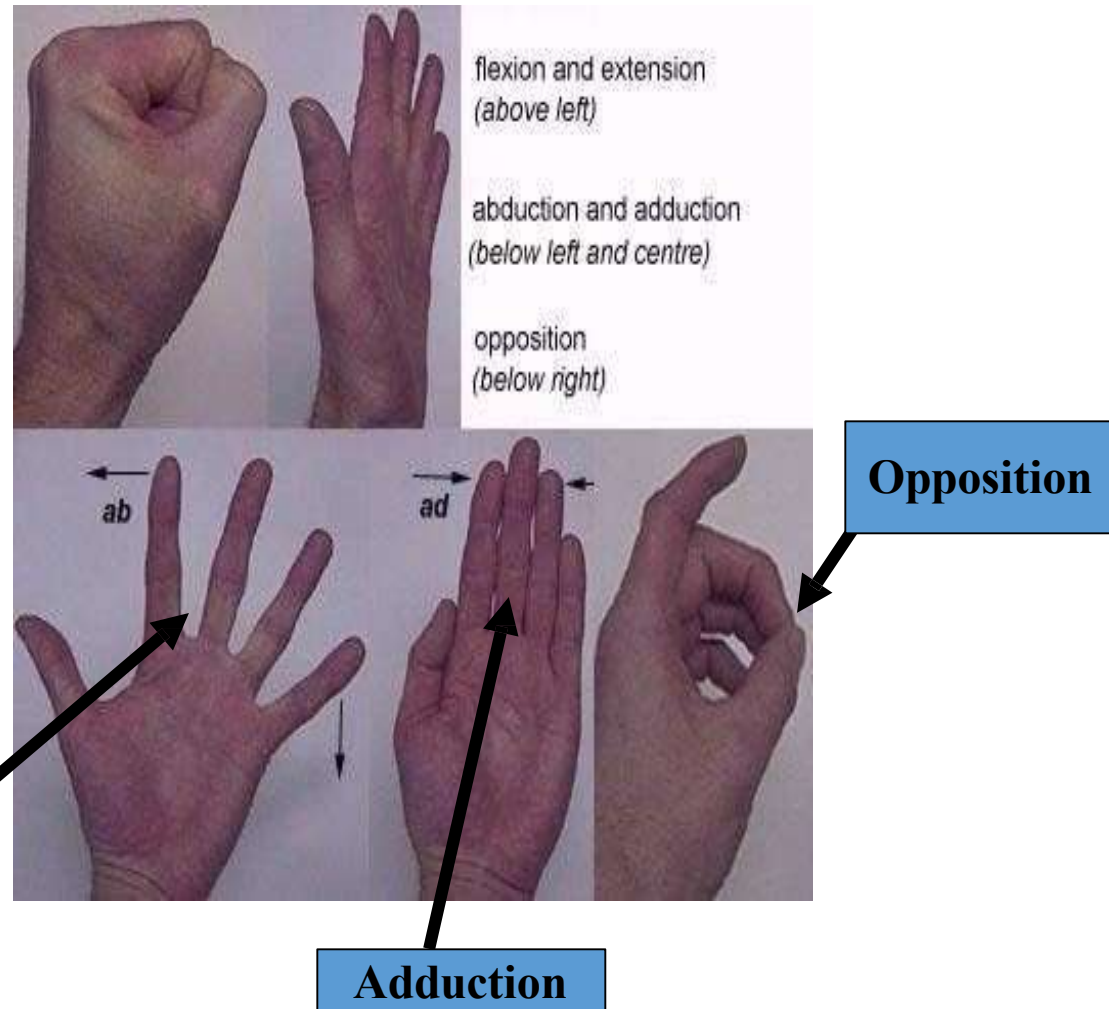 flexion and extension
(above left)
abduction and adduction
(below left and centre)
opposition
(below right)
ab
ad
Opposition
Adduction